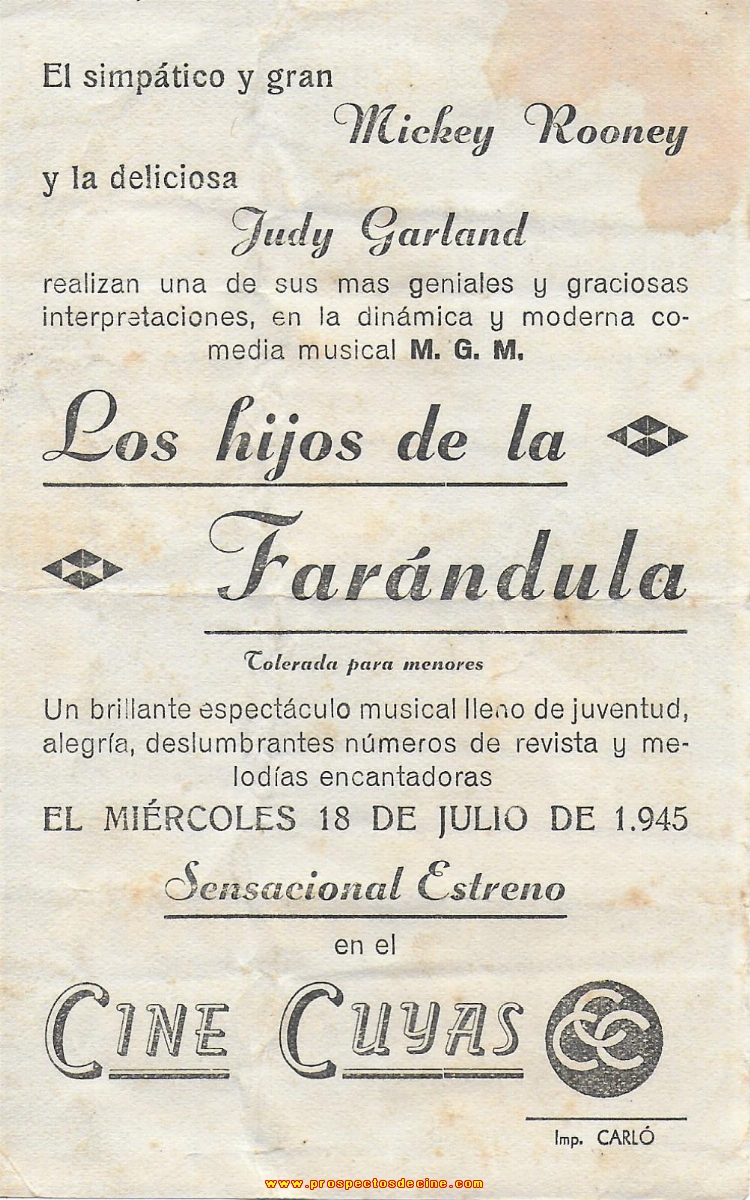 El simpático y gran
Mickey Rooney
y la deliciosa
Judy Garland
realizan una de sus mas geniales y graciosas
interpretaciones, en la dinámica y moderna co-
media musical M. G. M.
Los hijos de la
Farándula
Tolerada para menores
Un brillante espectáculo musical lleno de juventud,
alegría, deslumbrantes números de revista y me-
lodías encantadoras
EL MIÉRCOLES 18 DE JULIO DE 1.945
Sensacional Estreno
en el
CINE CUYAS
CCC
Imp. CARLÓ
www.prospectosdecine.com